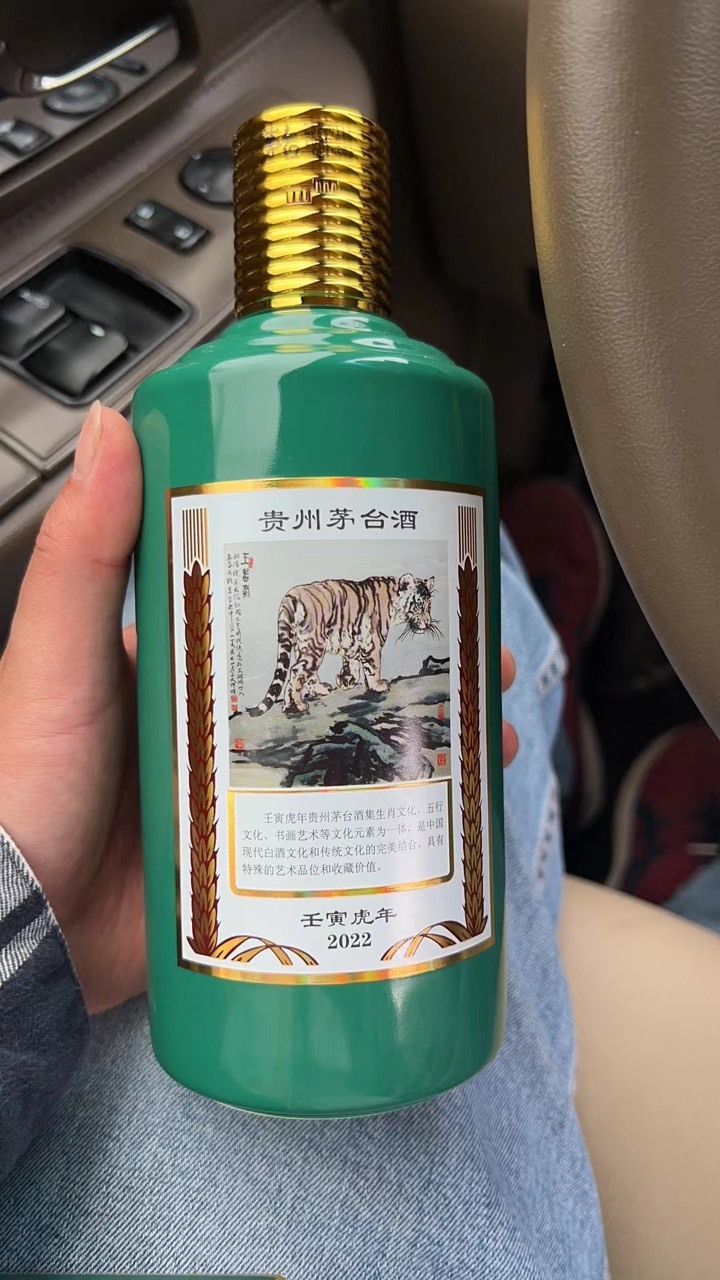 贵州茅台酒
壬寅虎年贵州茅台酒集生肖文化、五行
文化、书画艺术等文化元素为一体，是中国
现代白酒文化和传统文化的完美结合，具有
特殊的艺术品位和收藏价值。
壬寅虎年
2022